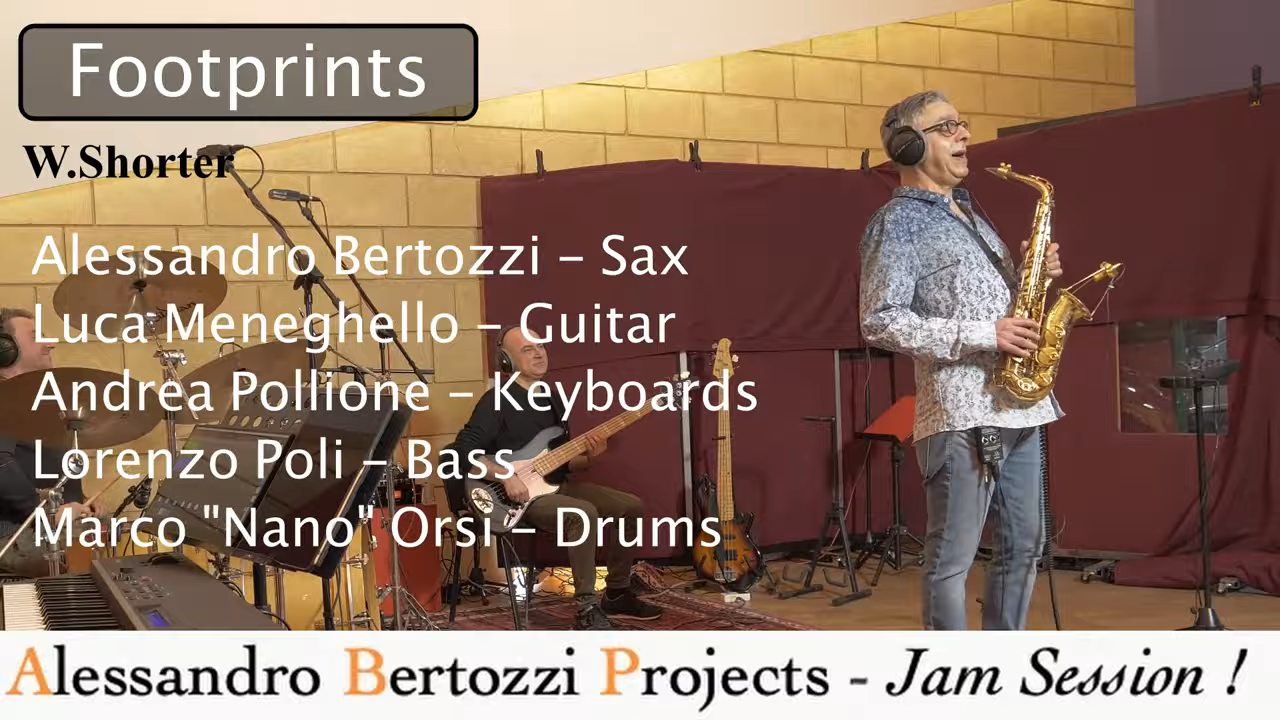 Footprints
W.Shorter
Alessandro Bertozzi - Sax
Luca Meneghello - Guitar
Andrea Pollione - Keyboards
Lorenzo Poli - Bass
Marco "Nano" Orsi - Drums
Alessandro Bertozzi Projects - Jam Session !